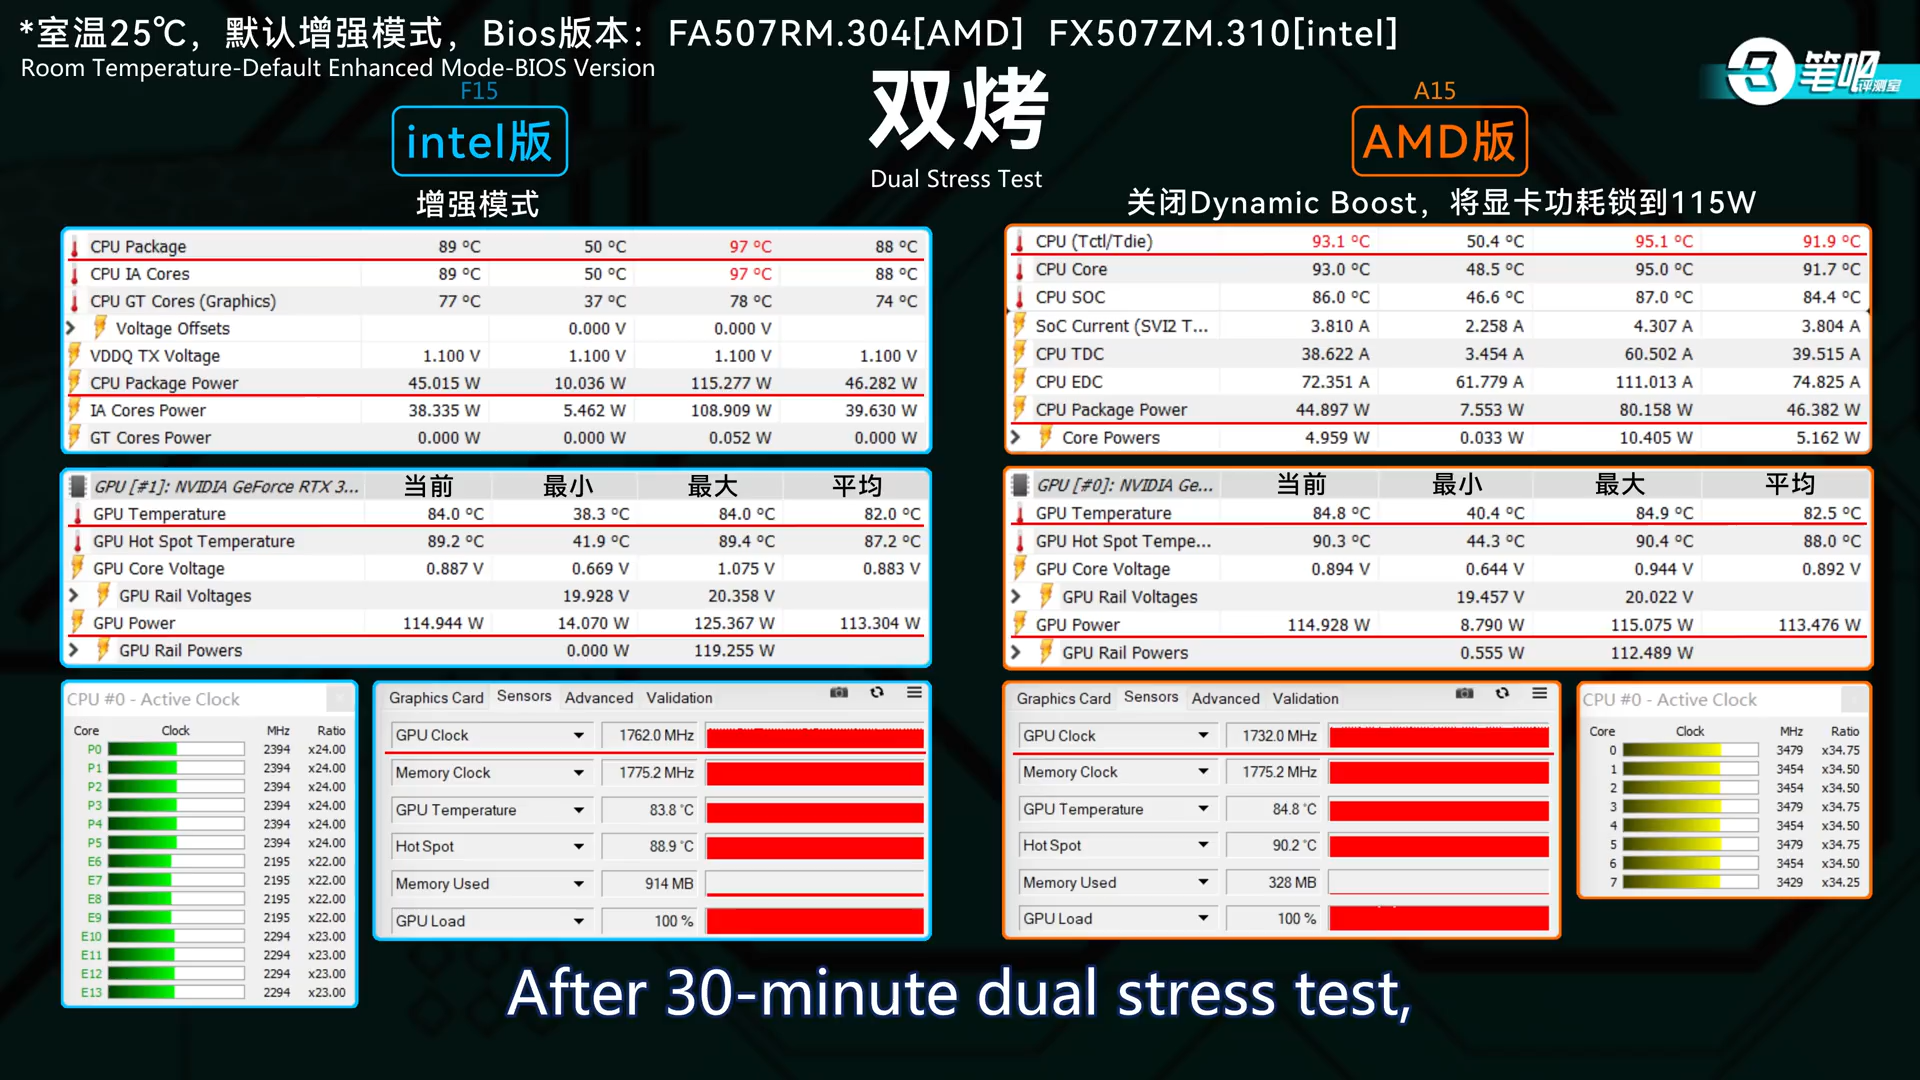 *室温25℃，默认增强模式，Bios版本：FA507RM.304[AMD]  FX507ZM.310[intel]
Room Temperature-Default Enhanced Mode-BIOS Version
笔吧
评测室
双烤
Dual Stress Test
F15
intel版
增强模式
CPU Package 89 °C 50 °C 97 °C 88 °C
CPU IA Cores 89 °C 50 °C 97 °C 88 °C
CPU GT Cores (Graphics) 77 °C 37 °C 78 °C 74 °C
Voltage Offsets 0.000 V 0.000 V
VDDQ TX Voltage 1.100 V 1.100 V 1.100 V 1.100 V
CPU Package Power 45.015 W 10.036 W 115.277 W 46.282 W
IA Cores Power 38.335 W 5.462 W 108.909 W 39.630 W
GT Cores Power 0.000 W 0.000 W 0.052 W 0.000 W
GPU [#1]: NVIDIA GeForce RTX 3... 当前 最小 最大 平均
GPU Temperature 84.0 °C 38.3 °C 84.0 °C 82.0 °C
GPU Hot Spot Temperature 89.2 °C 41.9 °C 89.4 °C 87.2 °C
GPU Core Voltage 0.887 V 0.669 V 1.075 V 0.883 V
GPU Rail Voltages 19.928 V 20.358 V
GPU Power 114.944 W 14.070 W 125.367 W 113.304 W
GPU Rail Powers 0.000 W 119.255 W
CPU #0 - Active Clock
Core Clock MHz Ratio
P0 2394 x24.00
P1 2394 x24.00
P2 2394 x24.00
P3 2394 x24.00
P4 2394 x24.00
P5 2394 x24.00
E6 2195 x22.00
E7 2195 x22.00
E8 2195 x22.00
E9 2195 x22.00
E10 2294 x23.00
E11 2294 x23.00
E12 2294 x23.00
E13 2294 x23.00
Graphics Card Sensors Advanced Validation
GPU Clock 1762.0 MHz
Memory Clock 1775.2 MHz
GPU Temperature 83.8 °C
Hot Spot 88.9 °C
Memory Used 914 MB
GPU Load 100 %
A15
AMD版
关闭Dynamic Boost，将显卡功耗锁到115W
CPU (Tctl/Tdie) 93.1 °C 50.4 °C 95.1 °C 91.9 °C
CPU Core 93.0 °C 48.5 °C 95.0 °C 91.7 °C
CPU SOC 86.0 °C 46.6 °C 87.0 °C 84.4 °C
SoC Current (SVI2 T... 3.810 A 2.258 A 4.307 A 3.804 A
CPU TDC 38.622 A 3.454 A 60.502 A 39.515 A
CPU EDC 72.351 A 61.779 A 111.013 A 74.825 A
CPU Package Power 44.897 W 7.553 W 80.158 W 46.382 W
Core Powers 4.959 W 0.033 W 10.405 W 5.162 W
GPU [#0]: NVIDIA Ge... 当前 最小 最大 平均
GPU Temperature 84.8 °C 40.4 °C 84.9 °C 82.5 °C
GPU Hot Spot Tempe... 90.3 °C 44.3 °C 90.4 °C 88.0 °C
GPU Core Voltage 0.894 V 0.644 V 0.944 V 0.892 V
GPU Rail Voltages 19.457 V 20.022 V
GPU Power 114.928 W 8.790 W 115.075 W 113.476 W
GPU Rail Powers 0.555 W 112.489 W
Graphics Card Sensors Advanced Validation
GPU Clock 1732.0 MHz
Memory Clock 1775.2 MHz
GPU Temperature 84.8 °C
Hot Spot 90.2 °C
Memory Used 328 MB
GPU Load 100 %
CPU #0 - Active Clock
Core Clock MHz Ratio
0 3479 x34.75
1 3454 x34.50
2 3454 x34.50
3 3479 x34.75
4 3454 x34.50
5 3479 x34.75
6 3454 x34.50
7 3429 x34.25
After 30-minute dual stress test,